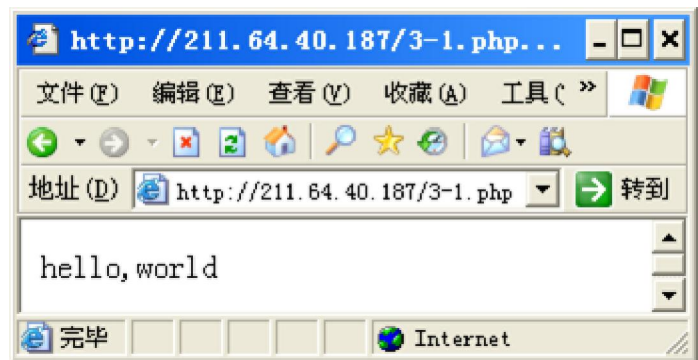 http://211.64.40.187/3-1.php...
文件(F) 编辑(E) 查看(V) 收藏(A) 工具( »
地址(D) http://211.64.40.187/3-1.php 转到
hello,world
完毕 Internet